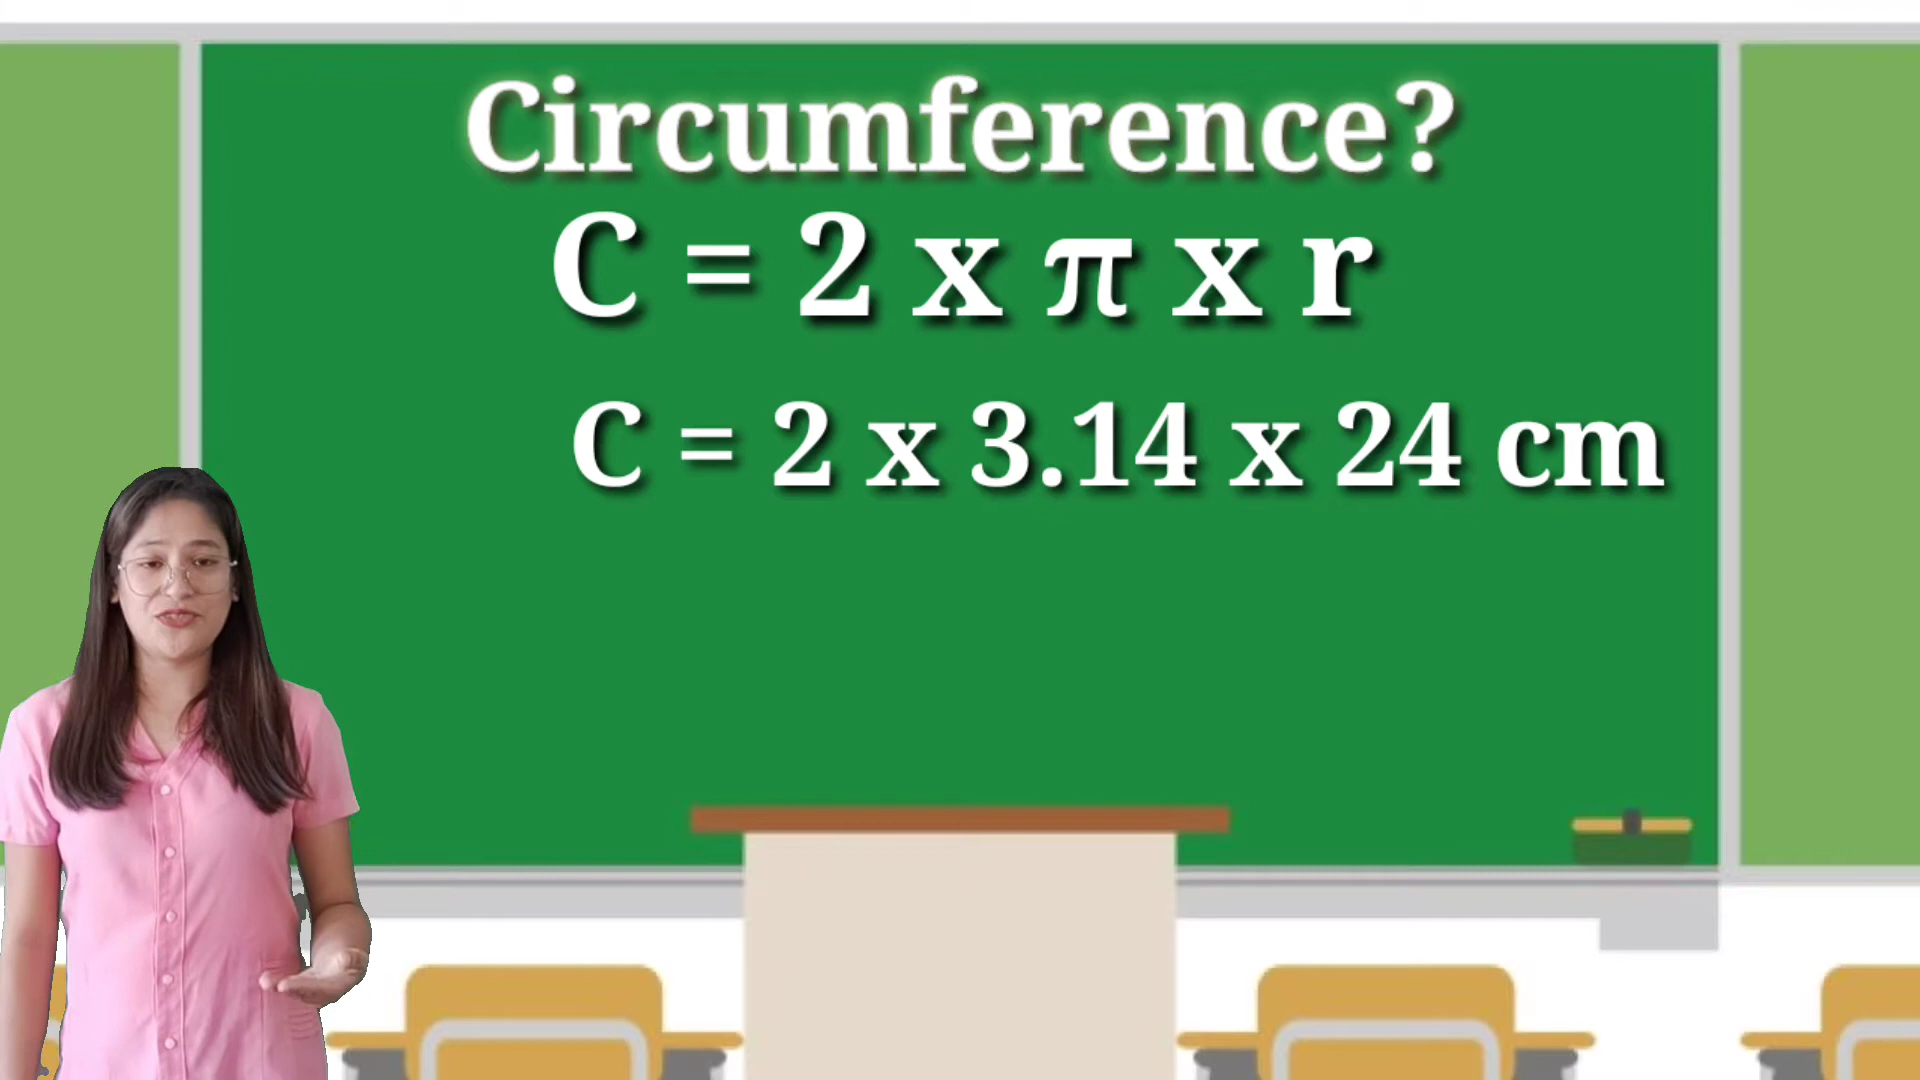 Circumference?
C = 2 x π x r
C = 2 x 3.14 x 24 cm